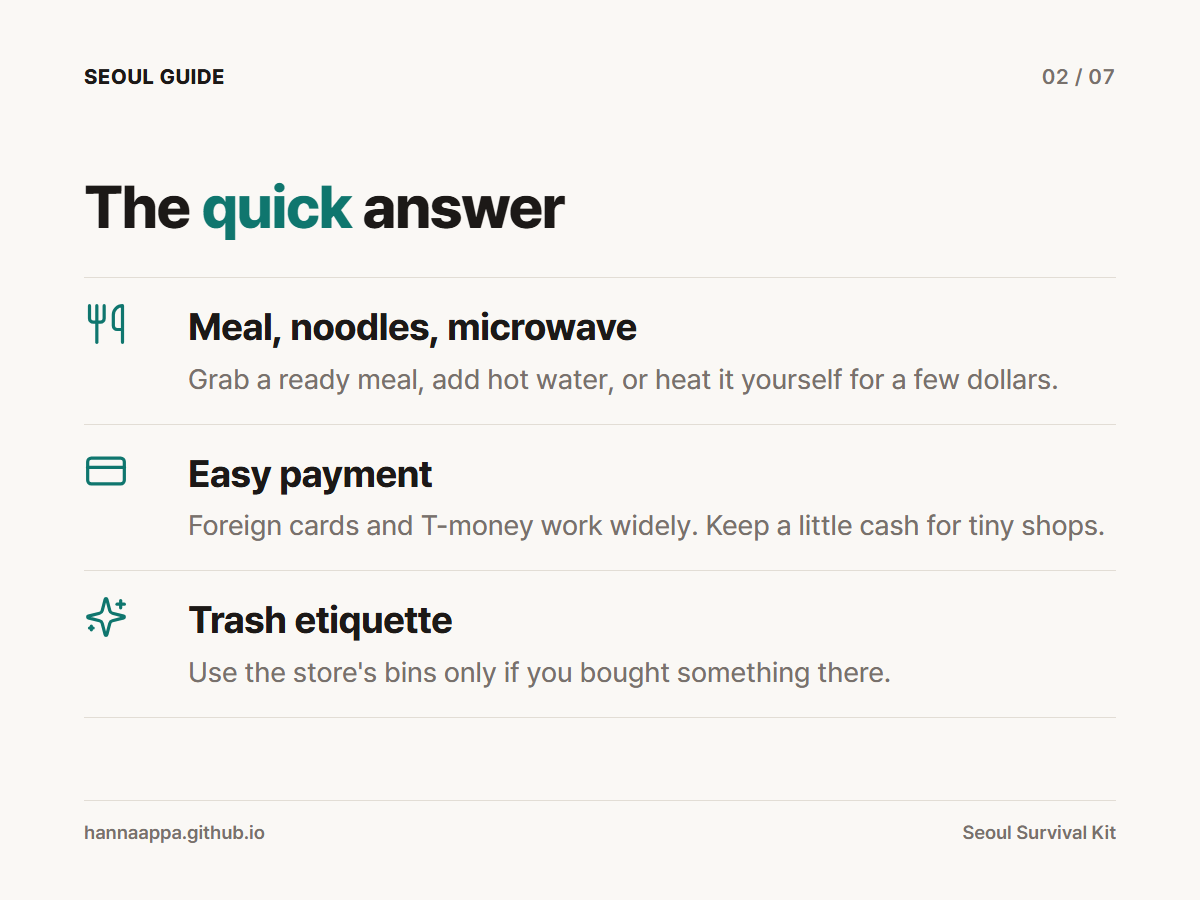 SEOUL GUIDE
02 / 07
The quick answer
Meal, noodles, microwave
Grab a ready meal, add hot water, or heat it yourself for a few dollars.
Easy payment
Foreign cards and T-money work widely. Keep a little cash for tiny shops.
Trash etiquette
Use the store's bins only if you bought something there.
hannaappa.github.io
Seoul Survival Kit